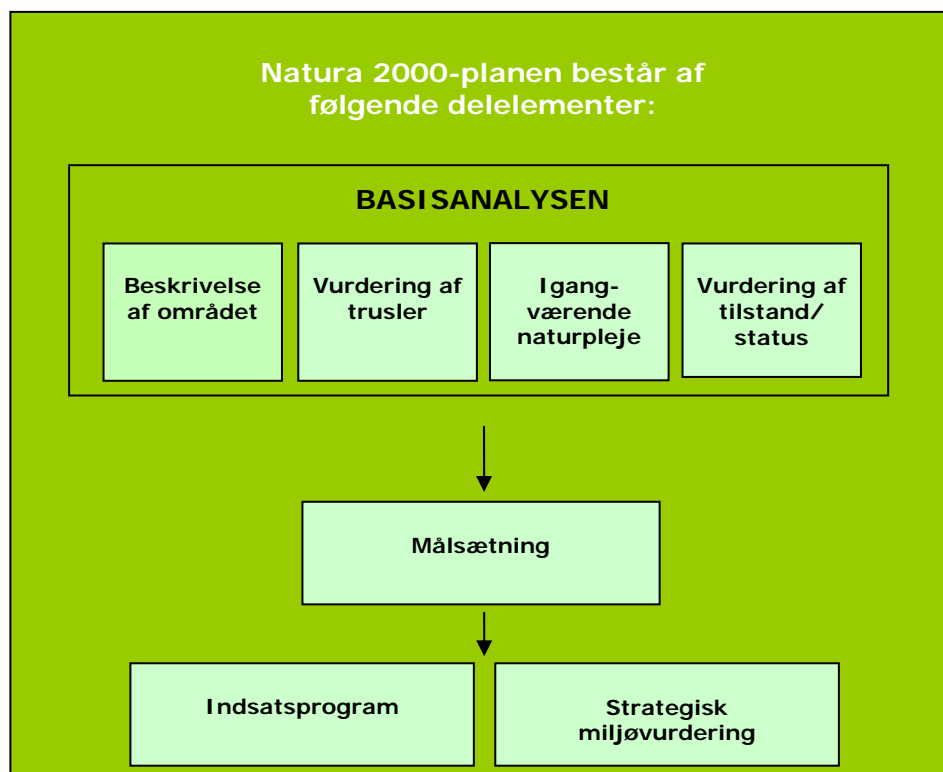 Natura 2000-planen består af
følgende delelementer:
BASISANALYSEN
Beskrivelse
af området
Vurdering af
trusler
Igang-
værende
naturpleje
Vurdering af
tilstand/
status
Målsætning
Indsatsprogram
Strategisk
miljøvurdering